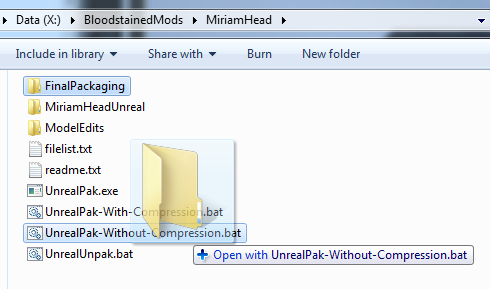 Data (X:) ▸ BloodstainedMods ▸ MiriamHead ▸
Include in library Share with Burn New folder
FinalPackaging
MiriamHeadUnreal
ModelEdits
filelist.txt
readme.txt
UnrealPak.exe
UnrealPak-With-Compression.bat
UnrealPak-Without-Compression.bat
UnrealUnpak.bat
Open with UnrealPak-Without-Compression.bat